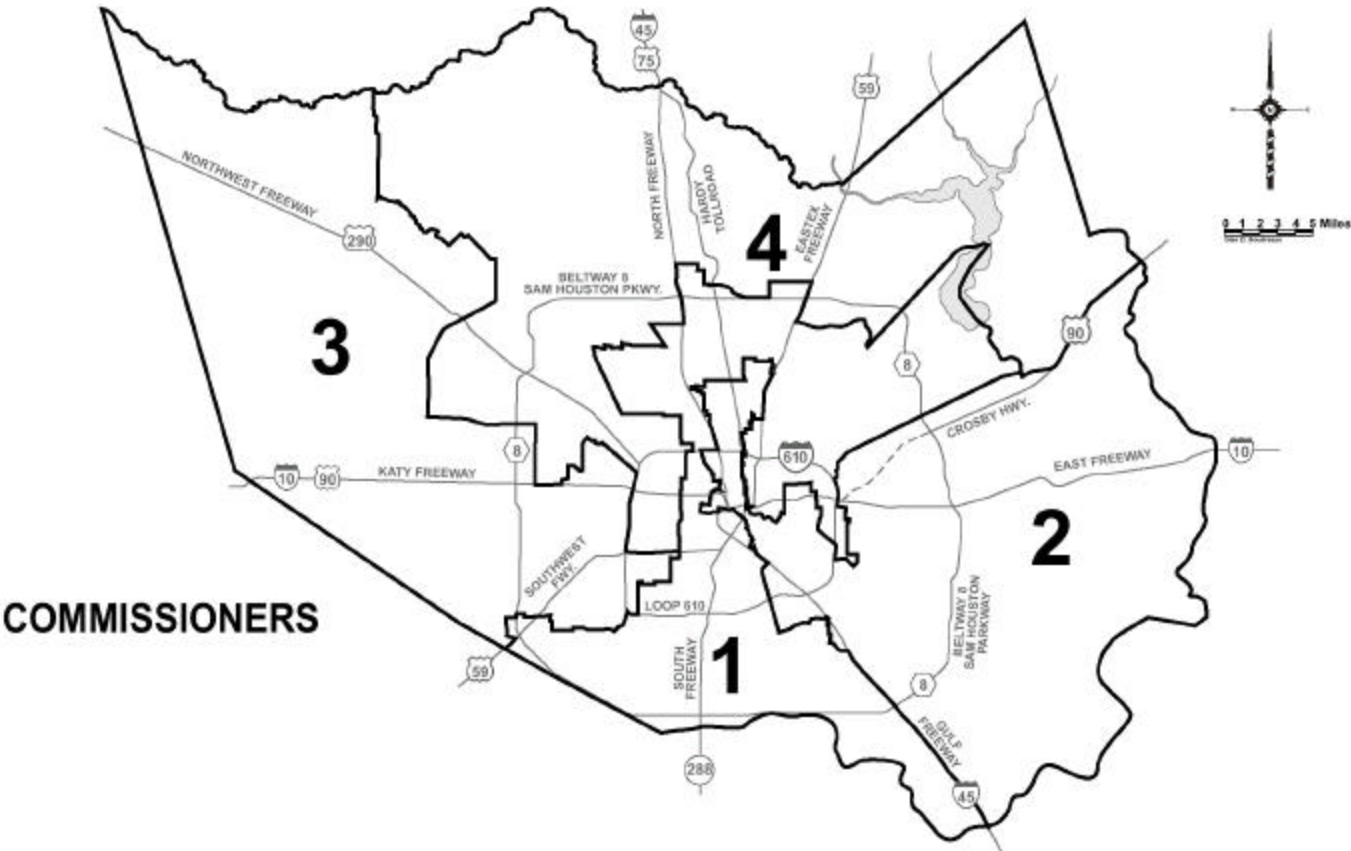 45
75
59
NORTHWEST FREEWAY
290
NORTH FREEWAY
HARDY
TOLLROAD
4
EASTEX
FREEWAY
0 1 2 3 4 5 Miles
BELTWAY 8
SAM HOUSTON PKWY.
3
90
8
CROSBY HWY.
8
10
90
KATY FREEWAY
610
EAST FREEWAY
10
2
SOUTHWEST
FWY.
COMMISSIONERS
LOOP 610
BELTWAY 8
SAM HOUSTON
PARKWAY
59
SOUTH
FREEWAY
1
8
GULF
FREEWAY
288
45